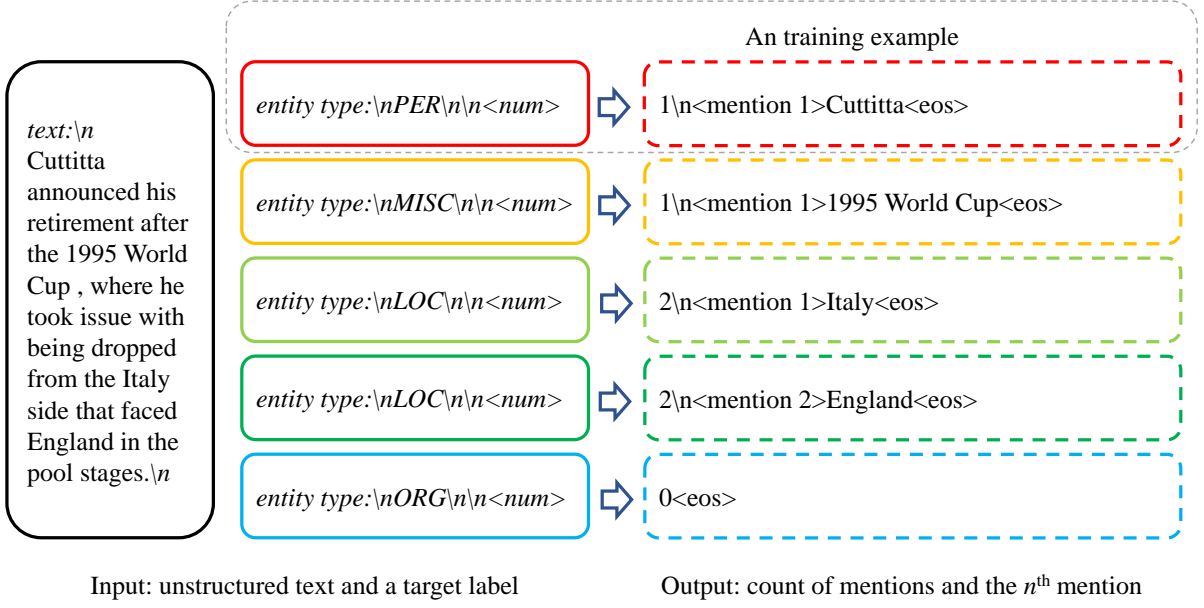 An training example
text:\n
Cuttitta
announced his
retirement after
the 1995 World
Cup , where he
took issue with
being dropped
from the Italy
side that faced
England in the
pool stages.\n
entity type:\nPER\n\n<num>
1\n<mention 1>Cuttitta<eos>
entity type:\nMISC\n\n<num>
1\n<mention 1>1995 World Cup<eos>
entity type:\nLOC\n\n<num>
2\n<mention 1>Italy<eos>
entity type:\nLOC\n\n<num>
2\n<mention 2>England<eos>
entity type:\nORG\n\n<num>
0<eos>
Input: unstructured text and a target label
Output: count of mentions and the nth mention